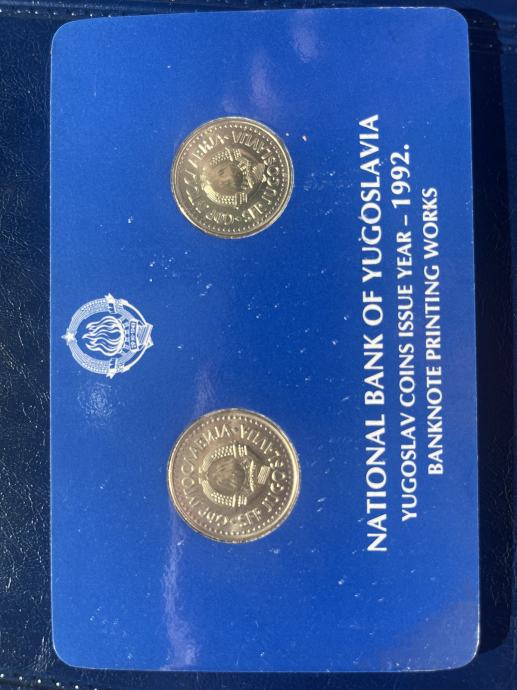 NATIONAL BANK OF YUGOSLAVIA
YUGOSLAV COINS ISSUE YEAR – 1992.
BANKNOTE PRINTING WORKS